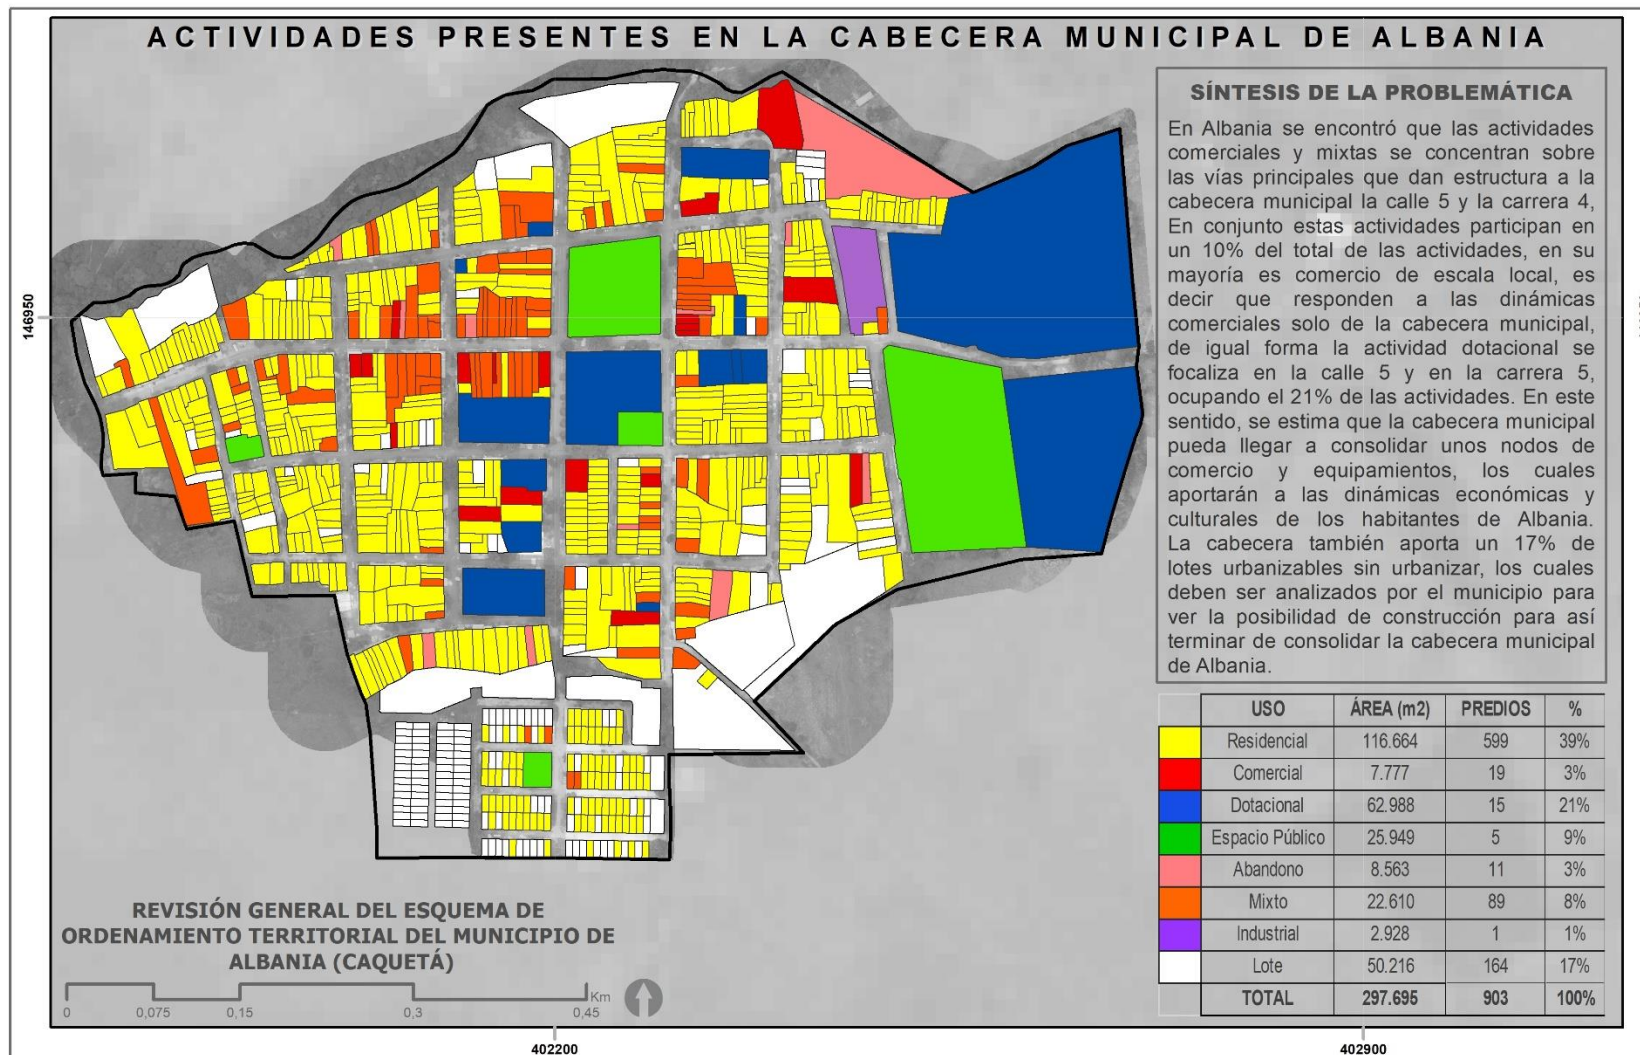 ACTIVIDADES PRESENTES EN LA CABECERA MUNICIPAL DE ALBANIA
SÍNTESIS DE LA PROBLEMÁTICA
En Albania se encontró que las actividades
comerciales y mixtas se concentran sobre
las vías principales que dan estructura a la
cabecera municipal la calle 5 y la carrera 4,
En conjunto estas actividades participan en
un 10% del total de las actividades, en su
mayoría es comercio de escala local, es
decir que responden a las dinámicas
comerciales solo de la cabecera municipal,
de igual forma la actividad dotacional se
focaliza en la calle 5 y en la carrera 5,
ocupando el 21% de las actividades. En este
sentido, se estima que la cabecera municipal
pueda llegar a consolidar unos nodos de
comercio y equipamientos, los cuales
aportarán a las dinámicas económicas y
culturales de los habitantes de Albania.
La cabecera también aporta un 17% de
lotes urbanizables sin urbanizar, los cuales
deben ser analizados por el municipio para
ver la posibilidad de construcción para así
terminar de consolidar la cabecera municipal
de Albania.
USO ÁREA (m2) PREDIOS %
Residencial 116.664 599 39%
Comercial 7.777 19 3%
Dotacional 62.988 15 21%
Espacio Público 25.949 5 9%
Abandono 8.563 11 3%
Mixto 22.610 89 8%
Industrial 2.928 1 1%
Lote 50.216 164 17%
TOTAL 297.695 903 100%
146950
REVISIÓN GENERAL DEL ESQUEMA DE
ORDENAMIENTO TERRITORIAL DEL MUNICIPIO DE
ALBANIA (CAQUETÁ)
Km
0 0,075 0,15 0,3 0,45
402200 402900